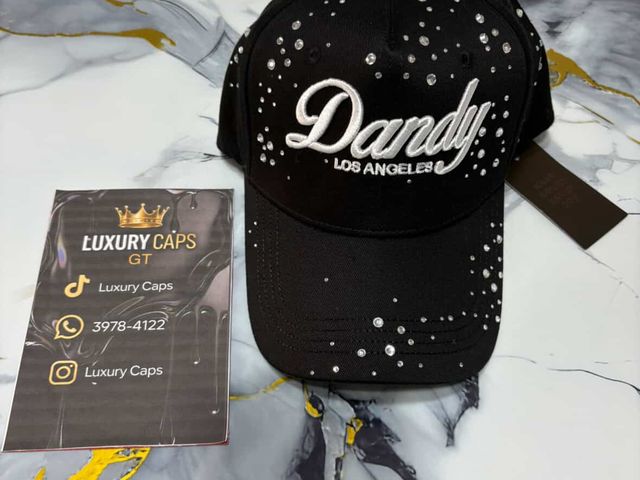 Dandy
LOS ANGELES
LUXURY CAPS
GT
Luxury Caps
3978-4122
Luxury Caps